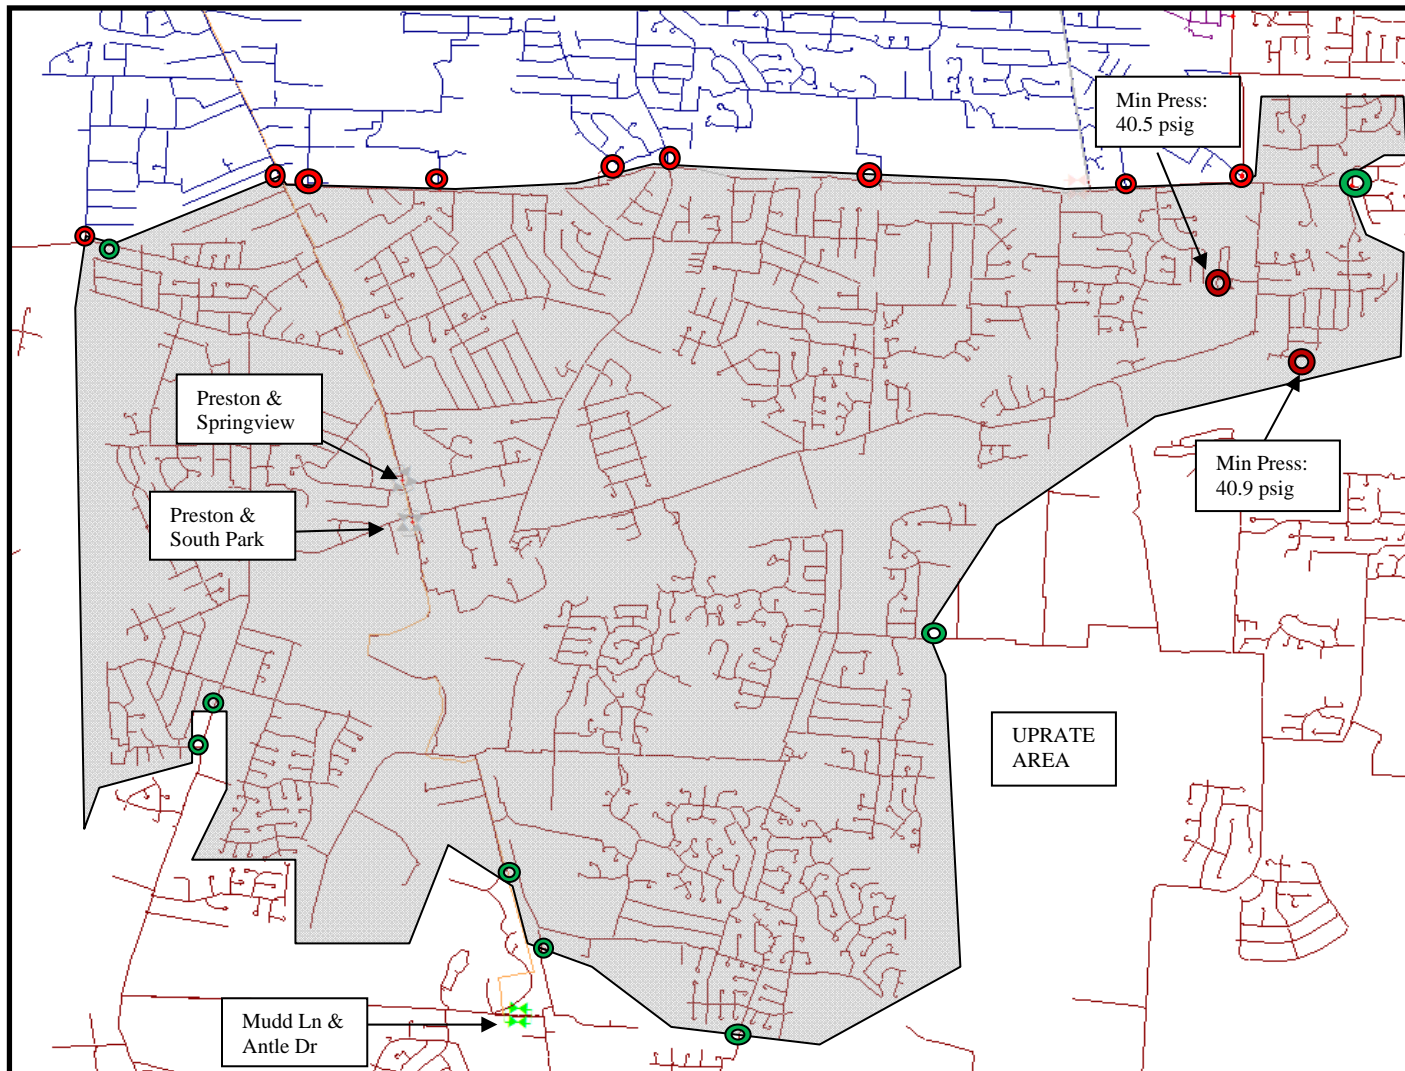 Min Press:
40.5 psig
Preston &
Springview
Min Press:
40.9 psig
Preston &
South Park
UPRATE
AREA
Mudd Ln &
Antle Dr